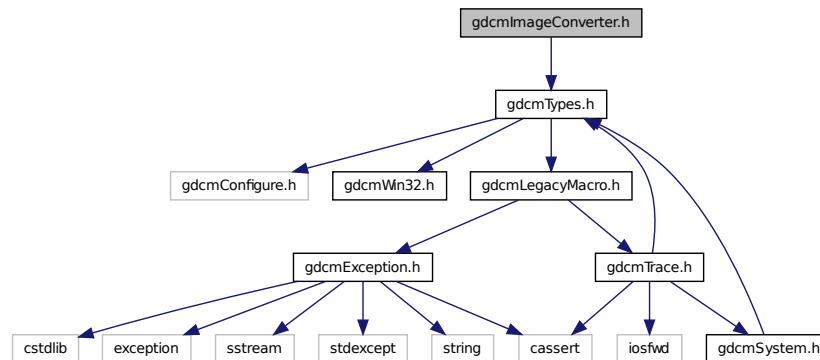 gdcmImageConverter.h
gdcmTypes.h
gdcmConfigure.h
gdcmWin32.h
gdcmLegacyMacro.h
gdcmException.h
gdcmTrace.h
cstdlib
exception
sstream
stdexcept
string
cassert
iosfwd
gdcmSystem.h